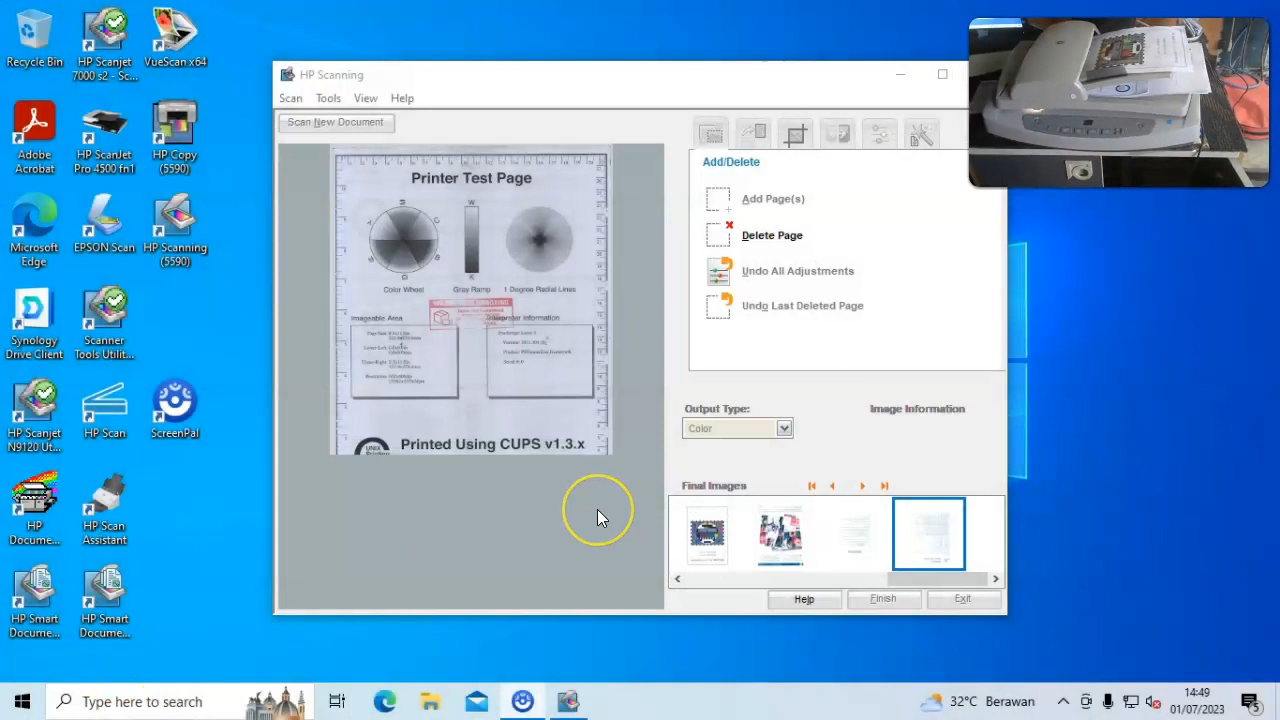 Recycle Bin
HP Scanjet
7000 s2 - Sc...
VueScan x64
Adobe
Acrobat
HP ScanJet
Pro 4500 fn1
HP Copy
(5590)
Microsoft
Edge
EPSON Scan
HP Scanning
(5590)
Synology
Drive Client
Scanner
Tools Utilit...
HP Scanjet
N9120 Ut...
HP Scan
ScreenPal
HP
Docume...
HP Scan
Assistant
HP Smart
Docume...
HP Smart
Docume...
HP Scanning
Scan Tools View Help
Scan New Document
Printer Test Page
Color Wheel
Gray Ramp
1 Degree Radial Lines
Imageable Area
Interpreter Information
Printed Using CUPS v1.3.x
Add/Delete
Add Page(s)
Delete Page
Undo All Adjustments
Undo Last Deleted Page
Output Type:
Color
Image Information
Final Images
Help
Finish
Exit
Type here to search
32°C Berawan
14:49
01/07/2023
5